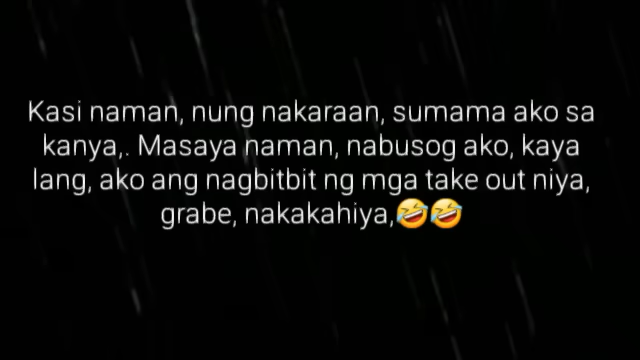 Kasi naman, nung nakaraan, sumama ako sa
kanya,. Masaya naman, nabusog ako, kaya
lang, ako ang nagbitbit ng mga take out niya,
grabe, nakakahiya,🤣🤣